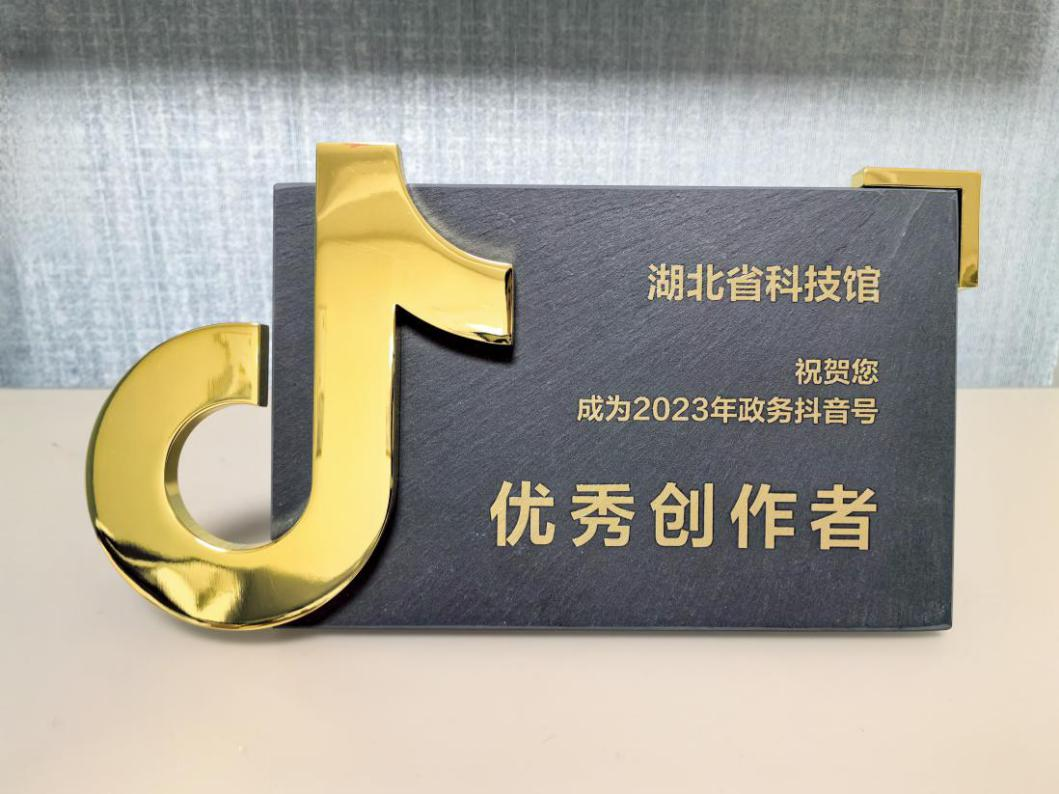 湖北省科技馆
祝贺您
成为2023年政务抖音号
优秀创作者